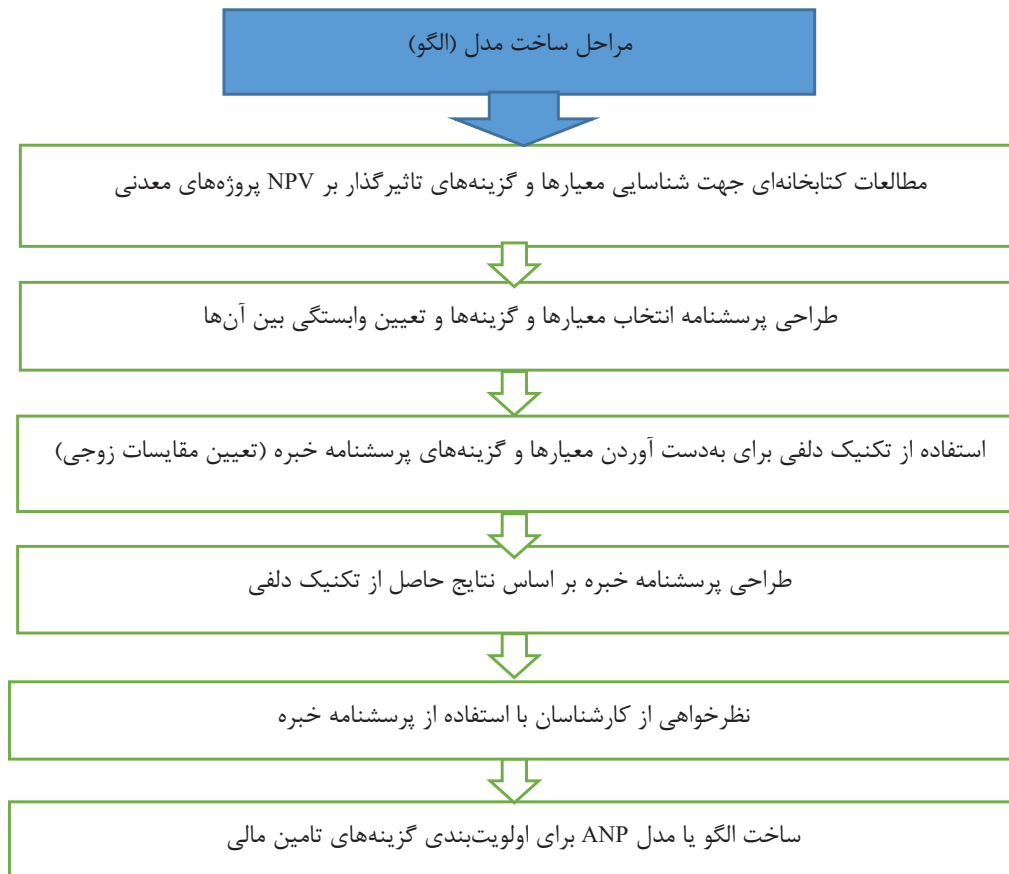 مراحل ساخت مدل (الگو)
مطالعات کتابخانه‌ای جهت شناسایی معیارها و گزینه‌های تاثیرگذار بر NPV پروژه‌های معدنی
طراحی پرسشنامه انتخاب معیارها و گزینه‌ها و تعیین وابستگی بین آن‌ها
استفاده از تکنیک دلفی برای به‌دست آوردن معیارها و گزینه‌های پرسشنامه خبره (تعیین مقایسات زوجی)
طراحی پرسشنامه خبره بر اساس نتایج حاصل از تکنیک دلفی
نظرخواهی از کارشناسان با استفاده از پرسشنامه خبره
ساخت الگو یا مدل ANP برای اولویت‌بندی گزینه‌های تامین مالی